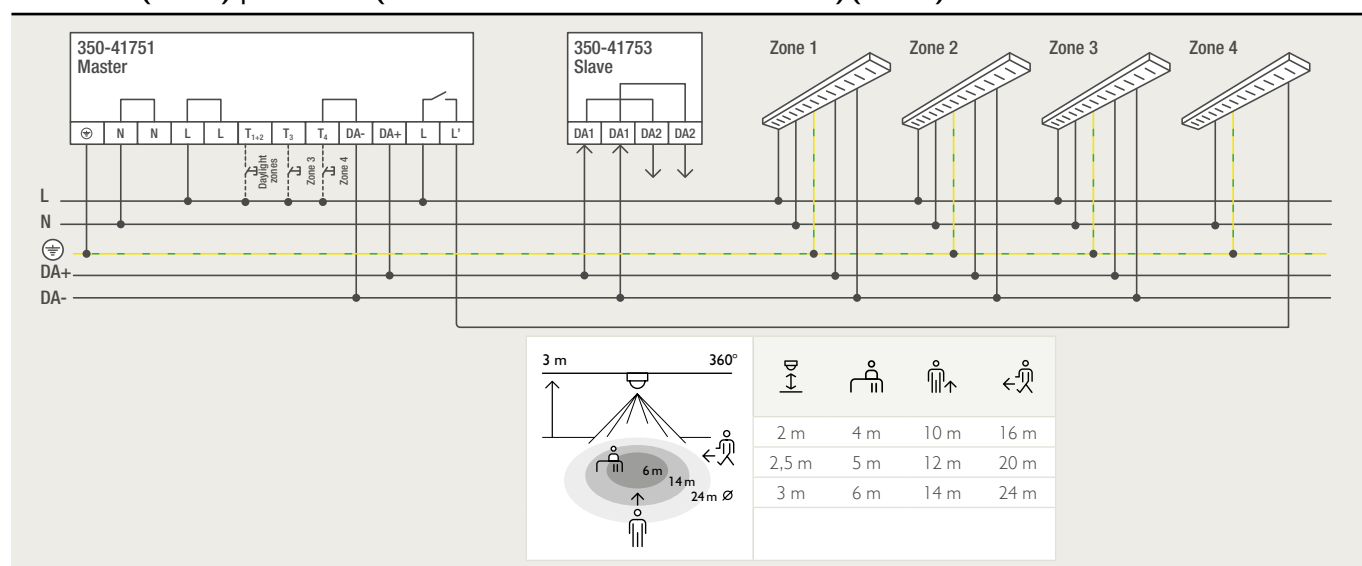 350-41751
Master
N N L L T1+2 T3 T4 DA- DA+ L L'
Daylight
zones
Zone 3
Zone 4
350-41753
Slave
DA1 DA1 DA2 DA2
Zone 1
Zone 2
Zone 3
Zone 4
L
N
DA+
DA-
3 m 360°
6 m
14 m
24 m Ø
2 m 4 m 10 m 16 m
2,5 m 5 m 12 m 20 m
3 m 6 m 14 m 24 m